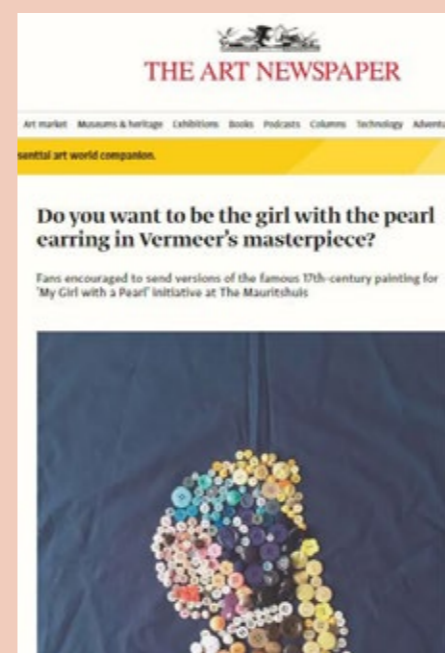 THE ART NEWSPAPER
Art market Museums & heritage Exhibitions Books Podcasts Columns Technology Advent
sential art world companion.
Do you want to be the girl with the pearl
earring in Vermeer's masterpiece?
Fans encouraged to send versions of the famous 17th-century painting for
'My Girl with a Pearl' initiative at The Mauritshuis